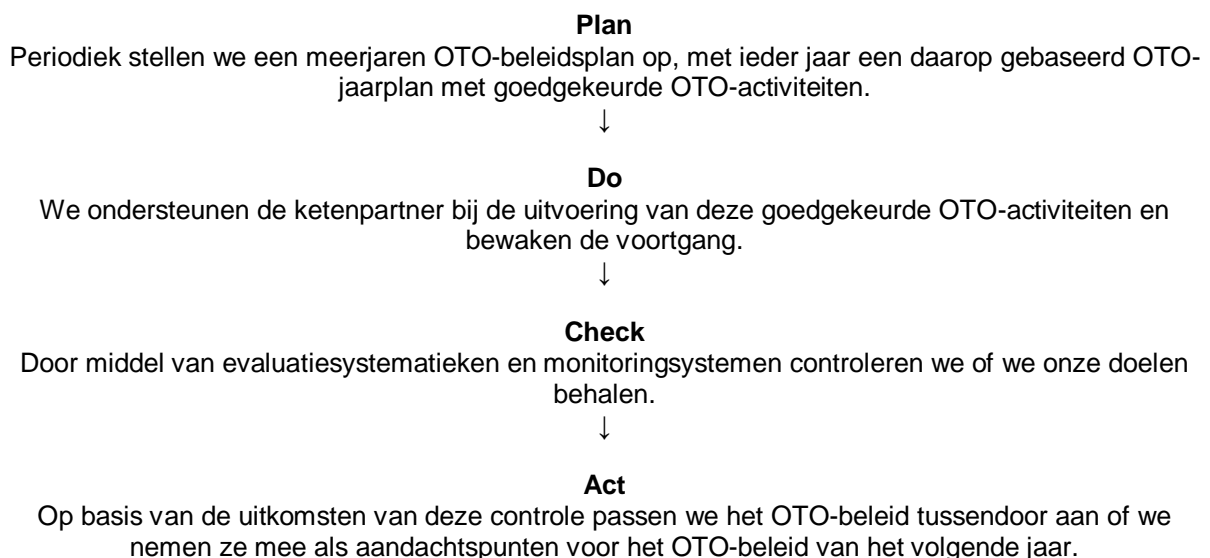 Plan
Periodiek stellen we een meerjaren OTO-beleidsplan op, met ieder jaar een daarop gebaseerd OTO-
jaarplan met goedgekeurde OTO-activiteiten.
↓
Do
We ondersteunen de ketenpartner bij de uitvoering van deze goedgekeurde OTO-activiteiten en
bewaken de voortgang.
↓
Check
Door middel van evaluatiesystematieken en monitoringsystemen controleren we of we onze doelen
behalen.
↓
Act
Op basis van de uitkomsten van deze controle passen we het OTO-beleid tussendoor aan of we
nemen ze mee als aandachtspunten voor het OTO-beleid van het volgende jaar.